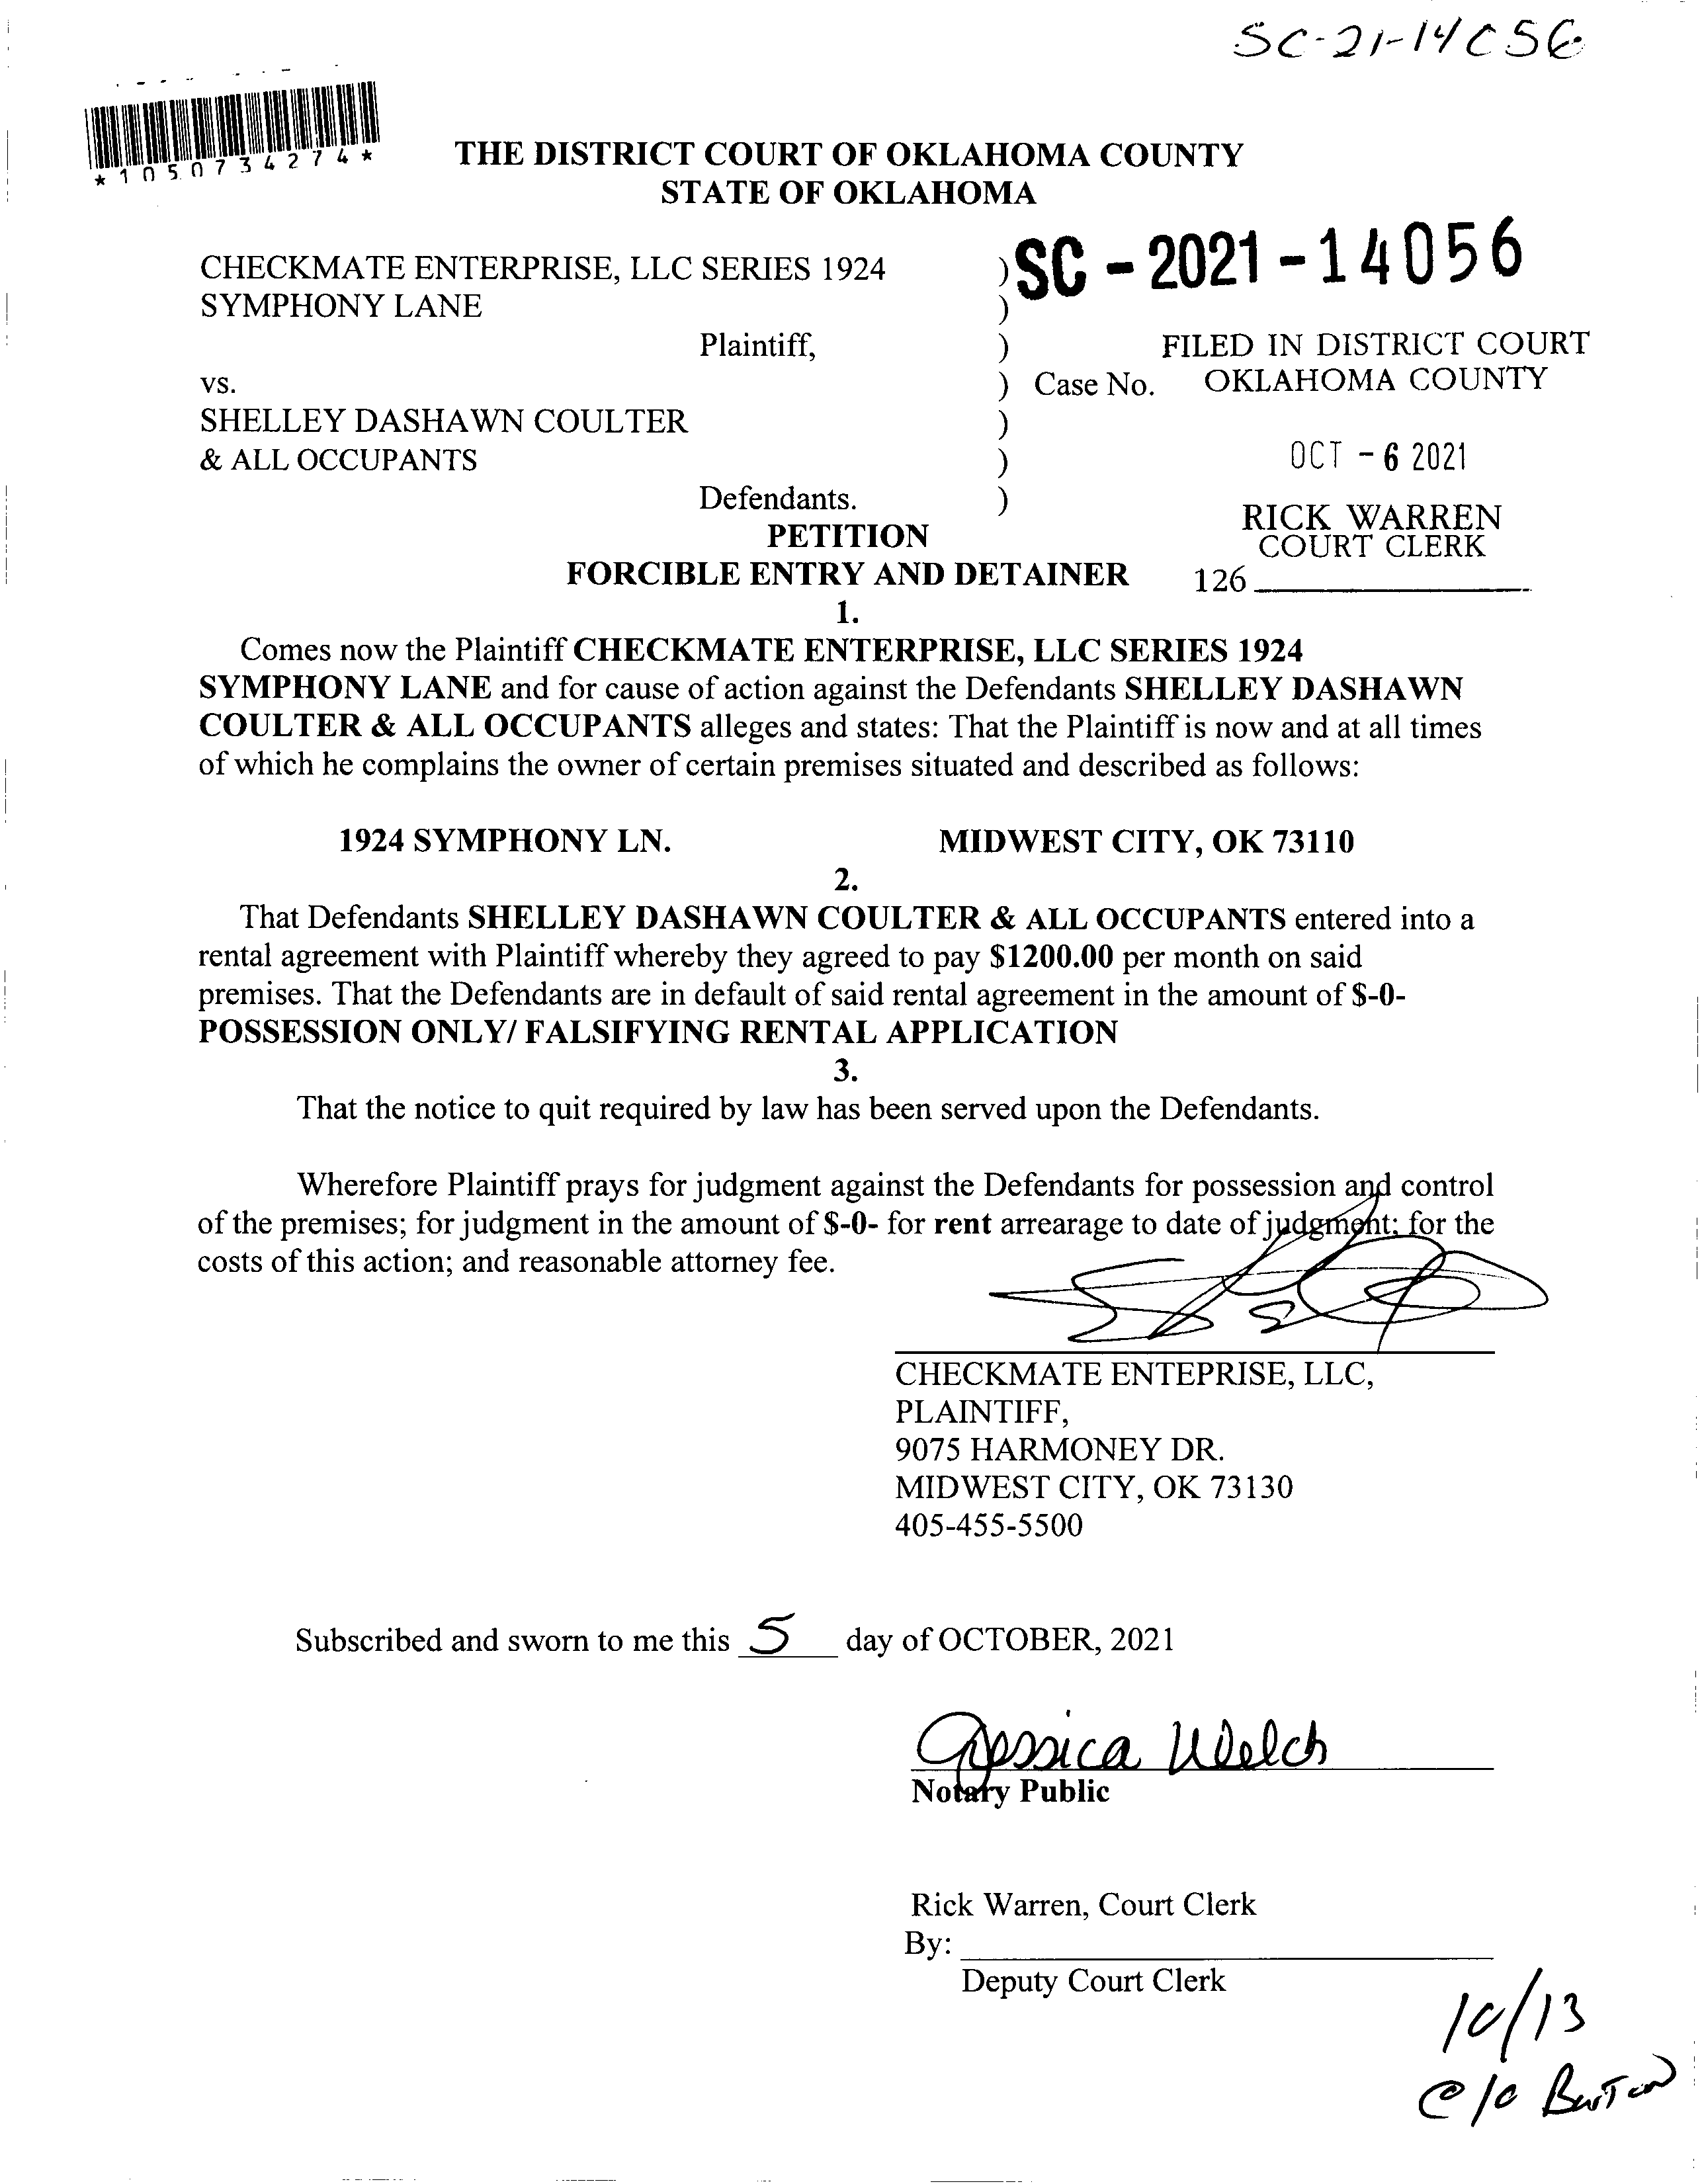 SC-21-14056
*1050734274*
THE DISTRICT COURT OF OKLAHOMA COUNTY
STATE OF OKLAHOMA
CHECKMATE ENTERPRISE, LLC SERIES 1924 ) SC - 2021 - 14056
SYMPHONY LANE )
Plaintiff, ) FILED IN DISTRICT COURT
vs. ) Case No. OKLAHOMA COUNTY
SHELLEY DASHAWN COULTER )
& ALL OCCUPANTS ) OCT - 6 2021
Defendants. )
RICK WARREN
PETITION
COURT CLERK
FORCIBLE ENTRY AND DETAINER
126
1.
Comes now the Plaintiff CHECKMATE ENTERPRISE, LLC SERIES 1924
SYMPHONY LANE and for cause of action against the Defendants SHELLEY DASHAWN
COULTER & ALL OCCUPANTS alleges and states: That the Plaintiff is now and at all times
of which he complains the owner of certain premises situated and described as follows:
1924 SYMPHONY LN. MIDWEST CITY, OK 73110
2.
That Defendants SHELLEY DASHAWN COULTER & ALL OCCUPANTS entered into a
rental agreement with Plaintiff whereby they agreed to pay $1200.00 per month on said
premises. That the Defendants are in default of said rental agreement in the amount of $-0-
POSSESSION ONLY/ FALSIFYING RENTAL APPLICATION
3.
That the notice to quit required by law has been served upon the Defendants.
Wherefore Plaintiff prays for judgment against the Defendants for possession and control
of the premises; for judgment in the amount of $-0- for rent arrearage to date of judgment; for the
costs of this action; and reasonable attorney fee.
CHECKMATE ENTEPRISE, LLC,
PLAINTIFF,
9075 HARMONEY DR.
MIDWEST CITY, OK 73130
405-455-5500
Subscribed and sworn to me this 5 day of OCTOBER, 2021
Jessica Welch
Notary Public
Rick Warren, Court Clerk
By:
Deputy Court Clerk
10/13
@10 Burton